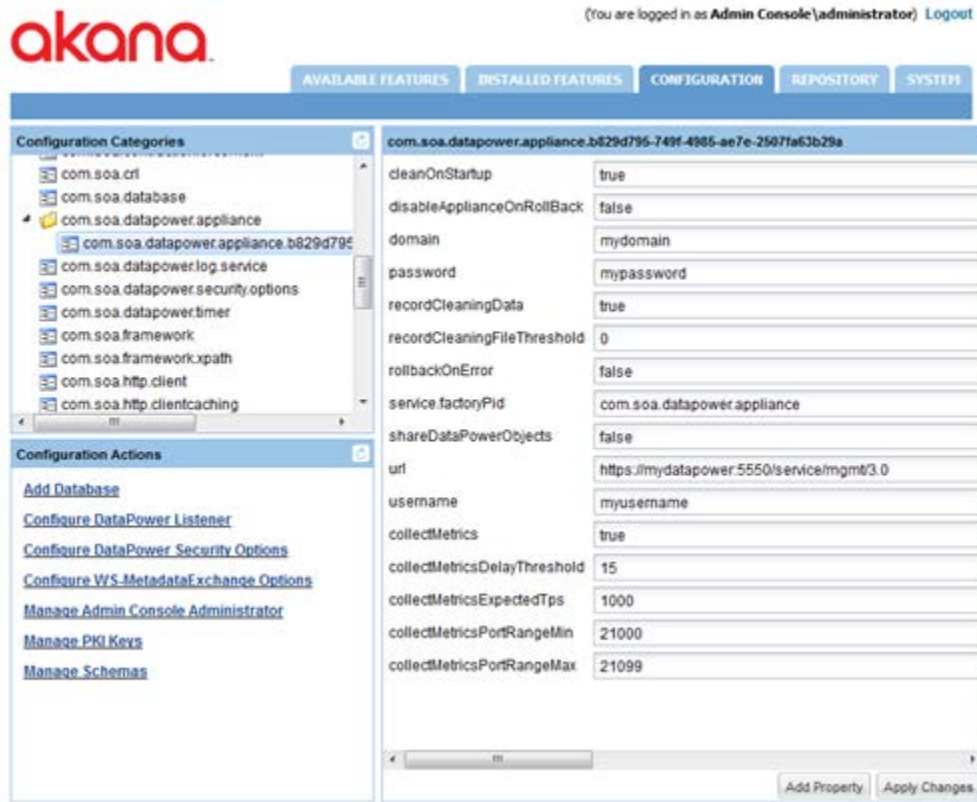 (You are logged in as Admin Console\administrator) Logout
akana
AVAILABLE FEATURES
INSTALLED FEATURES
CONFIGURATION
REPOSITORY
SYSTEM
Configuration Categories
com.soa.crl
com.soa.database
com.soa.datapower.appliance
com.soa.datapower.appliance.b829d795
com.soa.datapower.log.service
com.soa.datapower.security.options
com.soa.datapower.timer
com.soa.framework
com.soa.framework.xpath
com.soa.http.client
com.soa.http.clientcaching
Configuration Actions
Add Database
Configure DataPower Listener
Configure DataPower Security Options
Configure WS-MetadataExchange Options
Manage Admin Console Administrator
Manage PKI Keys
Manage Schemas
com.soa.datapower.appliance.b829d795-749f-4985-ae7e-2507fa63b29a
cleanOnStartup true
disableApplianceOnRollBack false
domain mydomain
password mypassword
recordCleaningData true
recordCleaningFileThreshold 0
rollbackOnError false
service.factoryPid com.soa.datapower.appliance
shareDataPowerObjects false
url https://mydatapower:5550/service/mgmt/3.0
username myusername
collectMetrics true
collectMetricsDelayThreshold 15
collectMetricsExpectedTps 1000
collectMetricsPortRangeMin 21000
collectMetricsPortRangeMax 21099
Add Property
Apply Changes